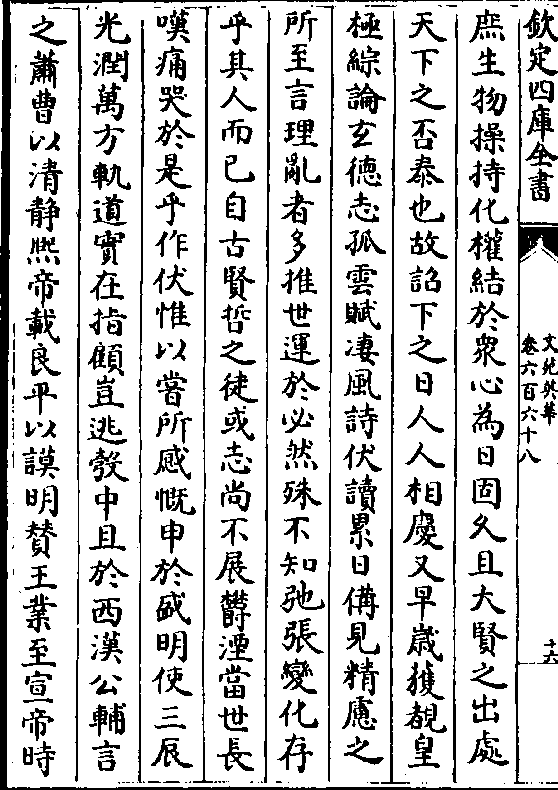 欽定四庫全書
文苑英華
卷六百六十八
十六
庶生物操持化權結於衆心為日固久且大賢之出處
天下之否泰也故詔下之日人人相慶又早歲獲覩皇
極綜論玄德志孤雲賦凄風詩伏讀累日備見精慮之
所至言理亂者多推世運於必然殊不知弛張變化存
乎其人而已自古賢哲之徒或志尚不展鬱湮當世長
嘆痛哭於是乎作伏惟以當所感慨申於盛明使三辰
光潤萬方軌道實在指顧豈逃彀中且於西漢公輔言
之蕭曹以清静熈帝載良平以謨明賛王業至宣帝時